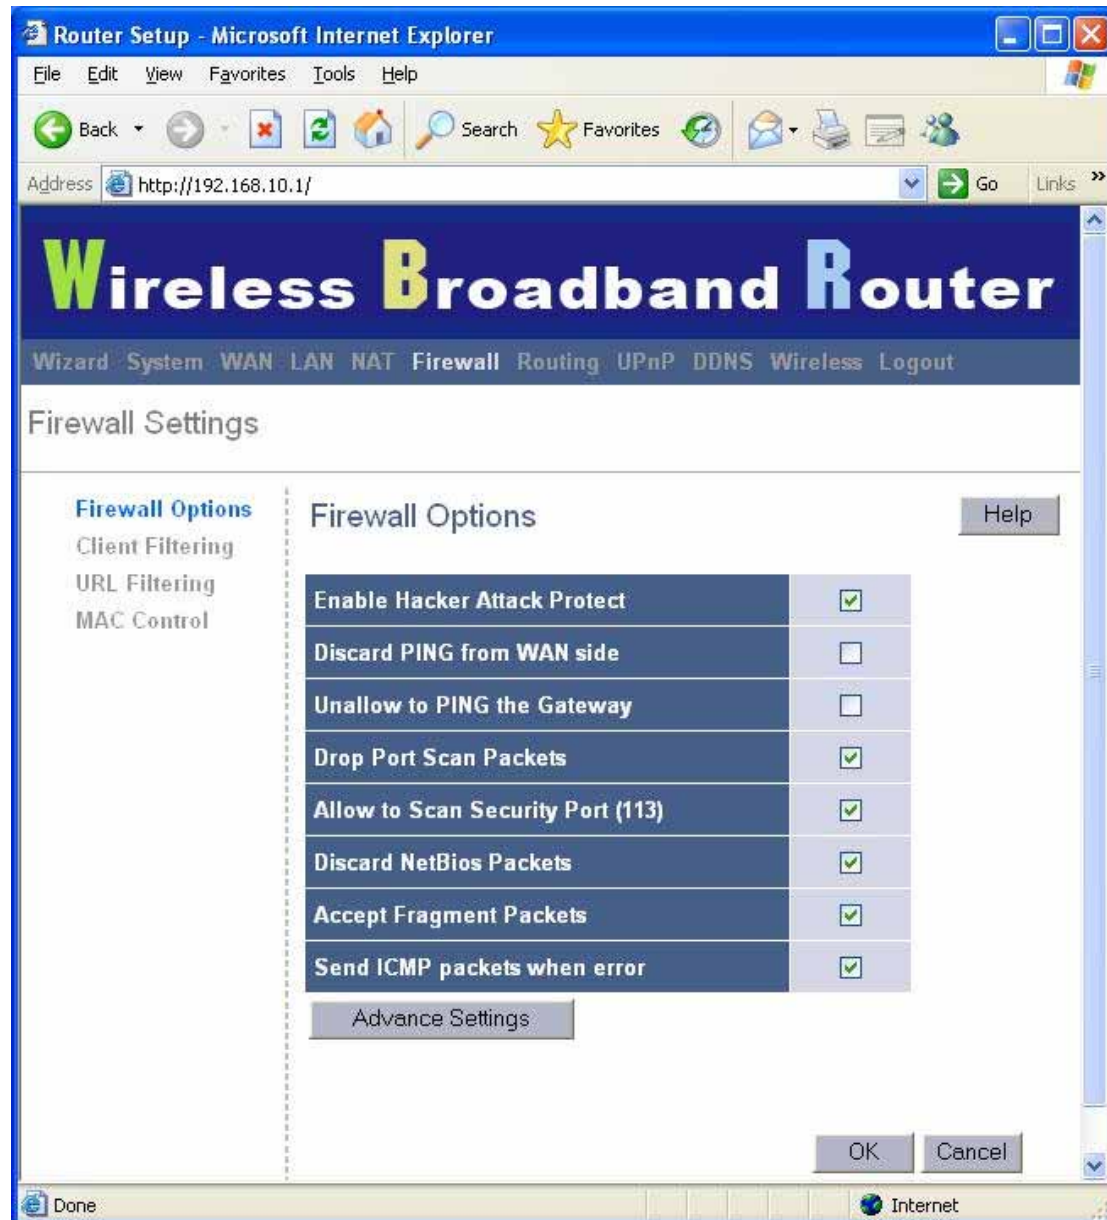 Router Setup - Microsoft Internet Explorer
File Edit View Favorites Tools Help
Back Search Favorites
Address http://192.168.10.1/ Go Links »
Wireless Broadband Router
Wizard System WAN LAN NAT Firewall Routing UPnP DDNS Wireless Logout
Firewall Settings
Firewall Options
Client Filtering
URL Filtering
MAC Control
Firewall Options Help
Enable Hacker Attack Protect
Discard PING from WAN side
Unallow to PING the Gateway
Drop Port Scan Packets
Allow to Scan Security Port (113)
Discard NetBios Packets
Accept Fragment Packets
Send ICMP packets when error
Advance Settings
OK Cancel
Done Internet